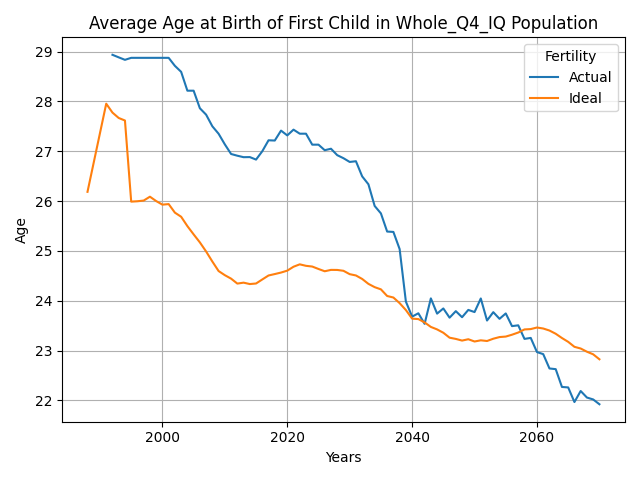 Average Age at Birth of First Child in Whole_Q4_IQ Population
Fertility
Actual
Ideal
29
28
27
26
25
24
23
22
Age
2000 2020 2040 2060
Years